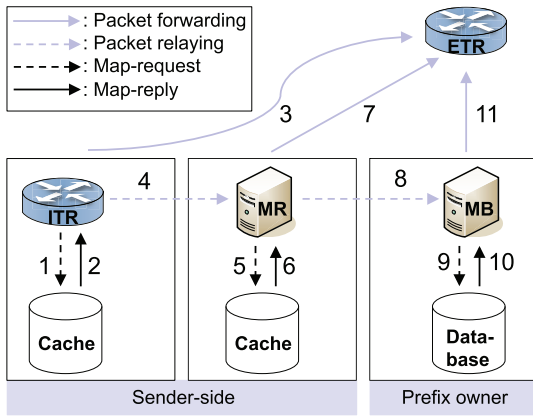 : Packet forwarding
: Packet relaying
: Map-request
: Map-reply
ETR
3
7
11
4
8
ITR
MR
MB
1
2
5
6
9
10
Cache
Cache
Data-
base
Sender-side
Prefix owner